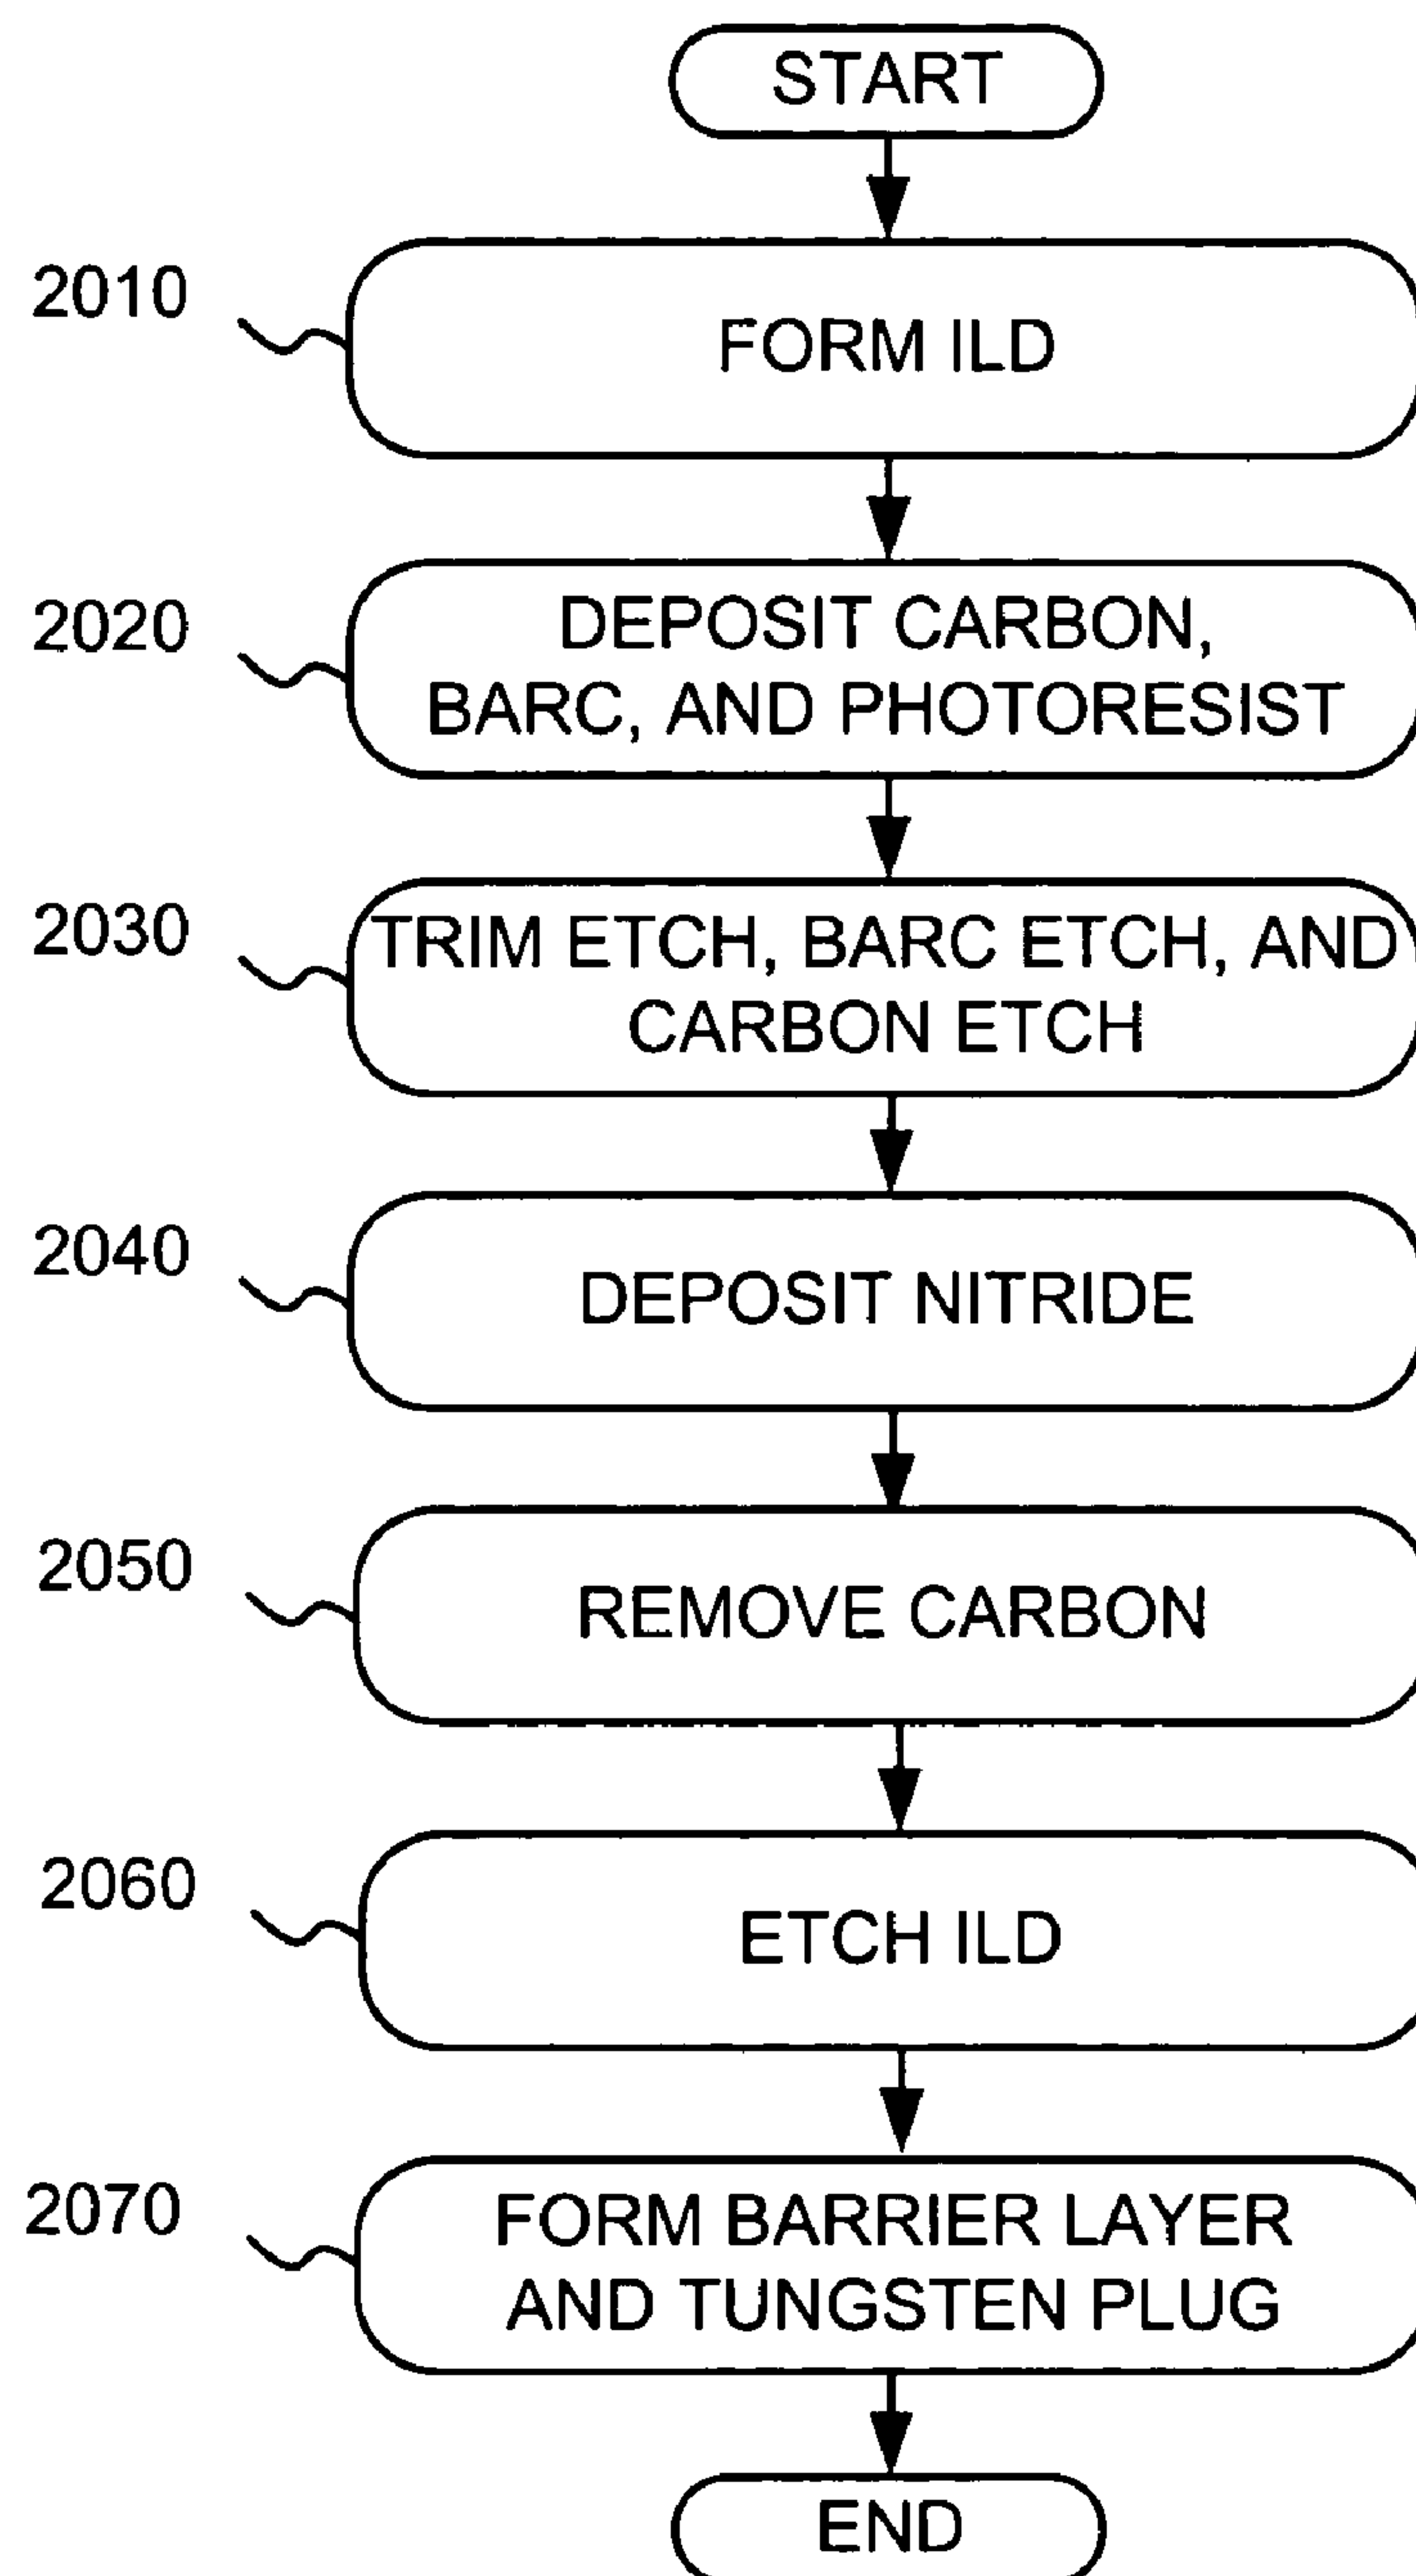 START
2010
FORM ILD
2020
DEPOSIT CARBON,
BARC, AND PHOTORESIST
2030
TRIM ETCH, BARC ETCH, AND
CARBON ETCH
2040
DEPOSIT NITRIDE
2050
REMOVE CARBON
2060
ETCH ILD
2070
FORM BARRIER LAYER
AND TUNGSTEN PLUG
END